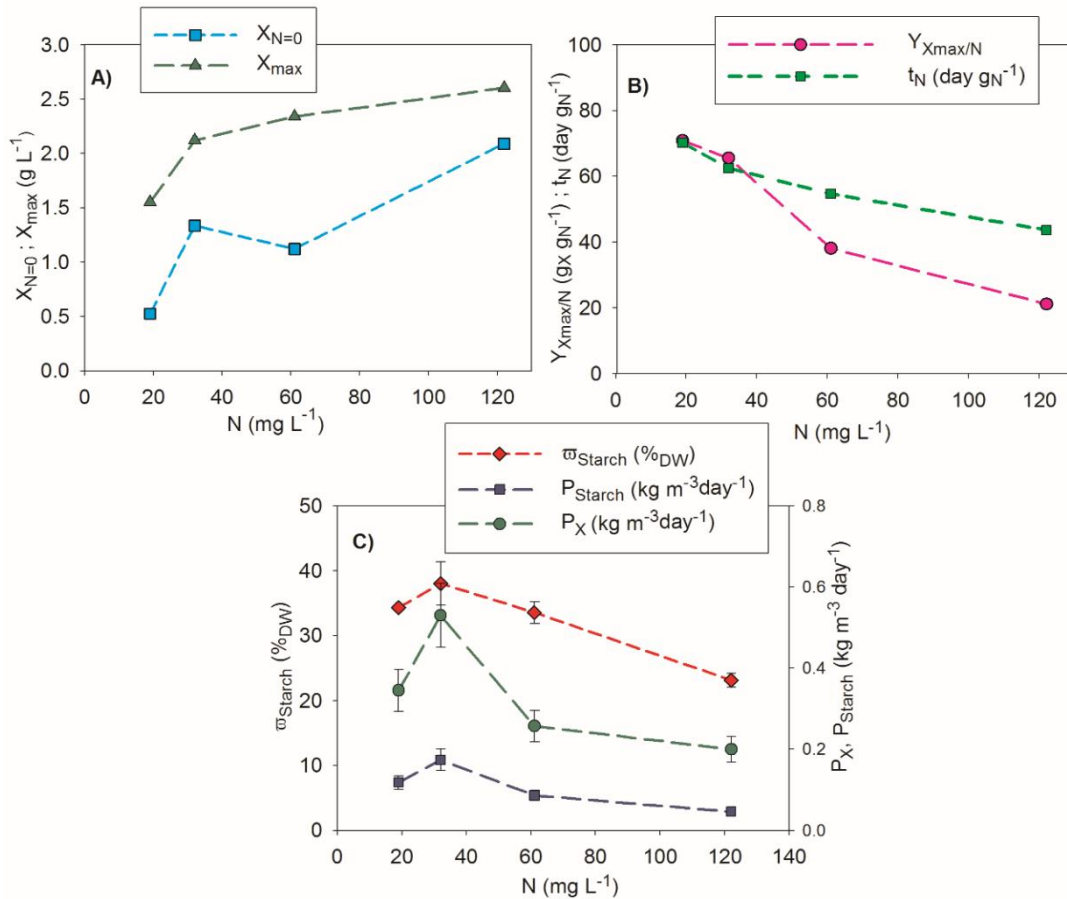 A)
X_N=0
X_max
3.0
2.5
2.0
1.5
1.0
0.5
0.0
X_N=0 ; X_max (g L⁻¹)
0 20 40 60 80 100 120
N (mg L⁻¹)
B)
Y_Xmax/N
t_N (day g_N⁻¹)
100
80
60
40
20
0
Y_Xmax/N (gx g_N⁻¹) ; t_N (day g_N⁻¹)
0 20 40 60 80 100 120
N (mg L⁻¹)
C)
ϖ_Starch (%_DW)
P_Starch (kg m⁻³day⁻¹)
P_X (kg m⁻³day⁻¹)
50
40
30
20
10
0
ϖ_Starch (%_DW)
0.8
0.6
0.4
0.2
0.0
P_X, P_Starch (kg m⁻³ day⁻¹)
0 20 40 60 80 100 120 140
N (mg L⁻¹)